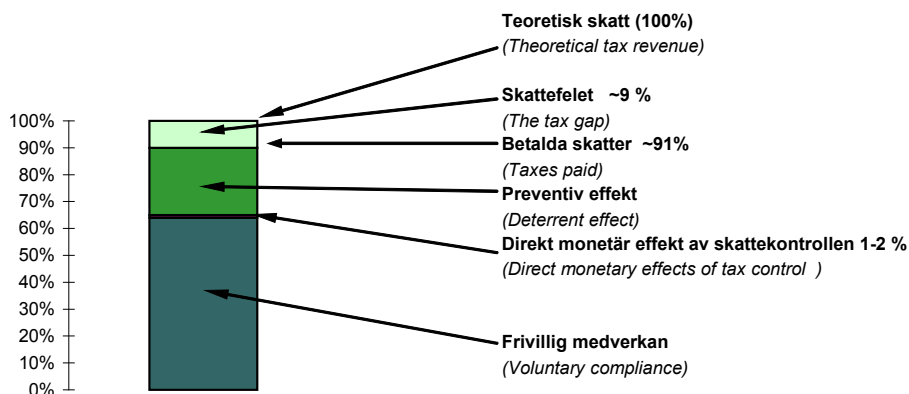 Teoretisk skatt (100%)
(Theoretical tax revenue)
Skattefelet ~9 %
(The tax gap)
Betalda skatter ~91%
(Taxes paid)
Preventiv effekt
(Deterrent effect)
Direkt monetär effekt av skattekontrollen 1-2 %
(Direct monetary effects of tax control )
Frivillig medverkan
(Voluntary compliance)
100%
90%
80%
70%
60%
50%
40%
30%
20%
10%
0%